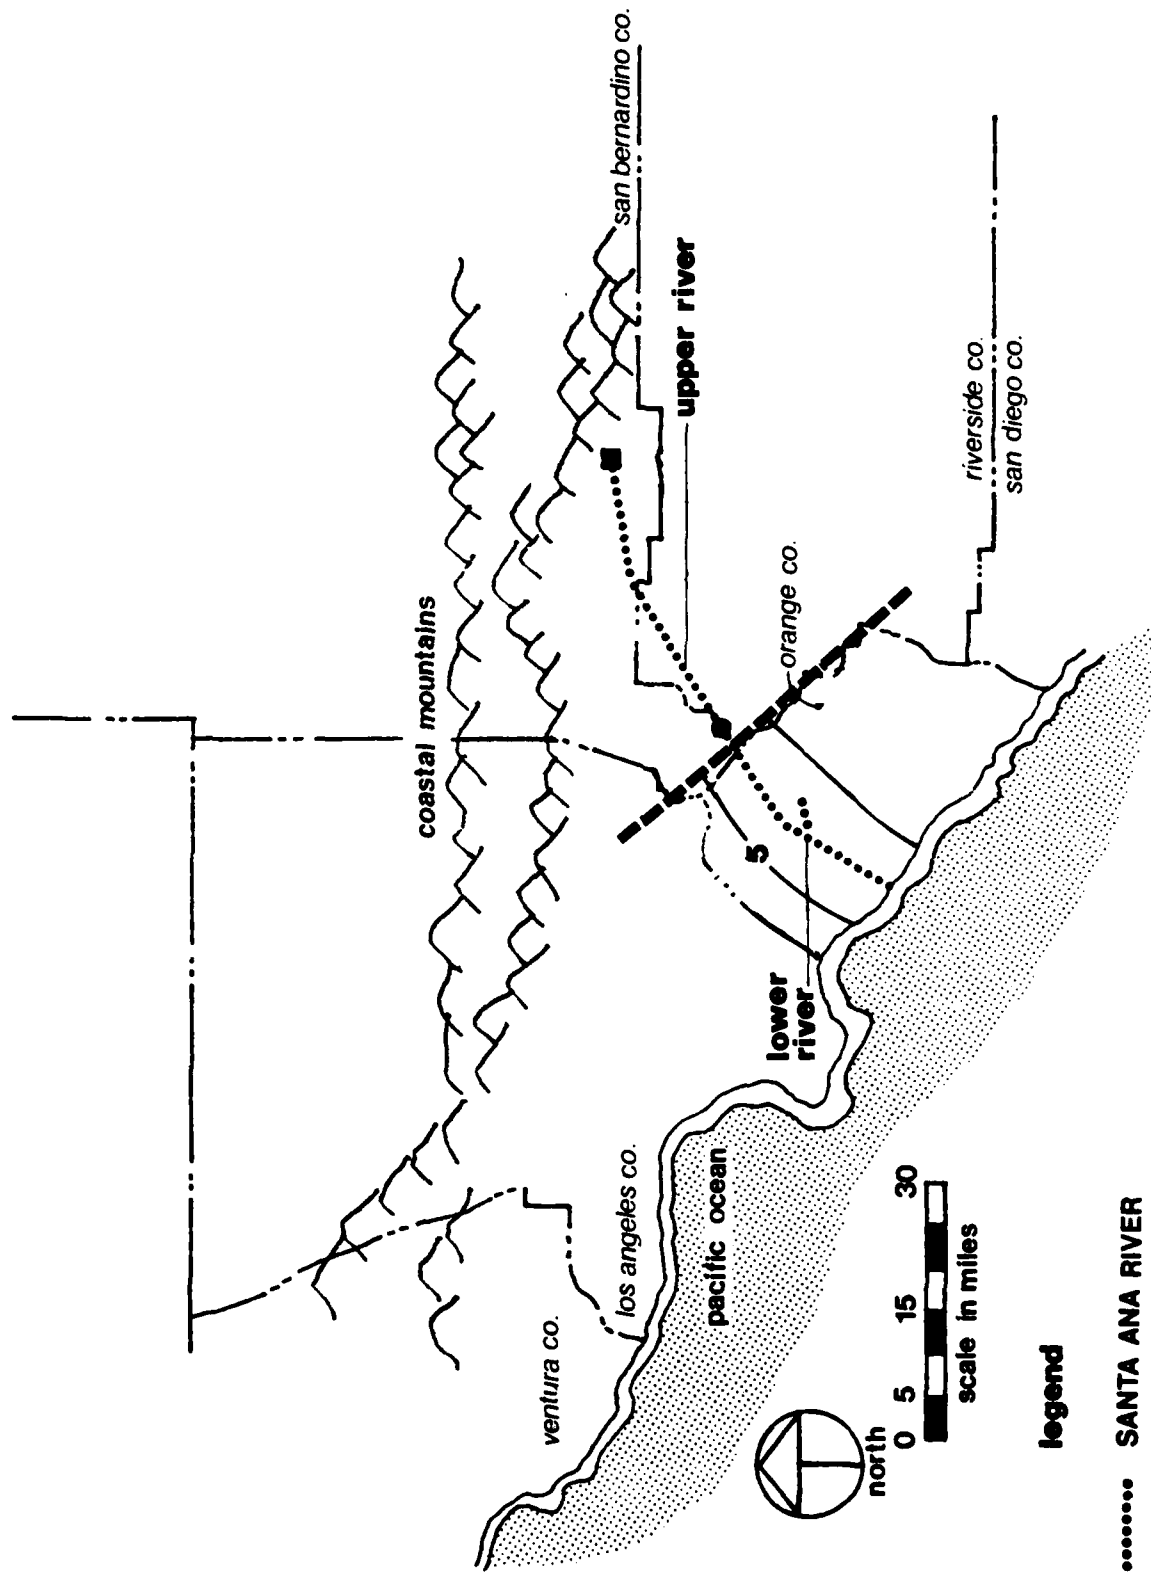 san bernardino co.
coastal mountains
upper river
riverside co.
san diego co.
orange co.
5
lower
river
los angeles co.
ventura co.
pacific ocean
north
0 5 15 30
scale in miles
legend
SANTA ANA RIVER